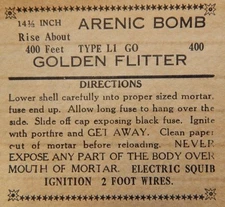 14½ INCH ARENIC BOMB
Rise About
400 Feet TYPE L1 GO 400
GOLDEN FLITTER
DIRECTIONS
Lower shell carefully into proper sized mortar,
fuse end up. Allow long fuse to hang over the
side. Slide off cap exposing black fuse. Ignite
with portfire and GET AWAY. Clean paper
out of mortar before reloading. NEVER
EXPOSE ANY PART OF THE BODY OVER
MOUTH OF MORTAR. ELECTRIC SQUIB
IGNITION 2 FOOT WIRES.